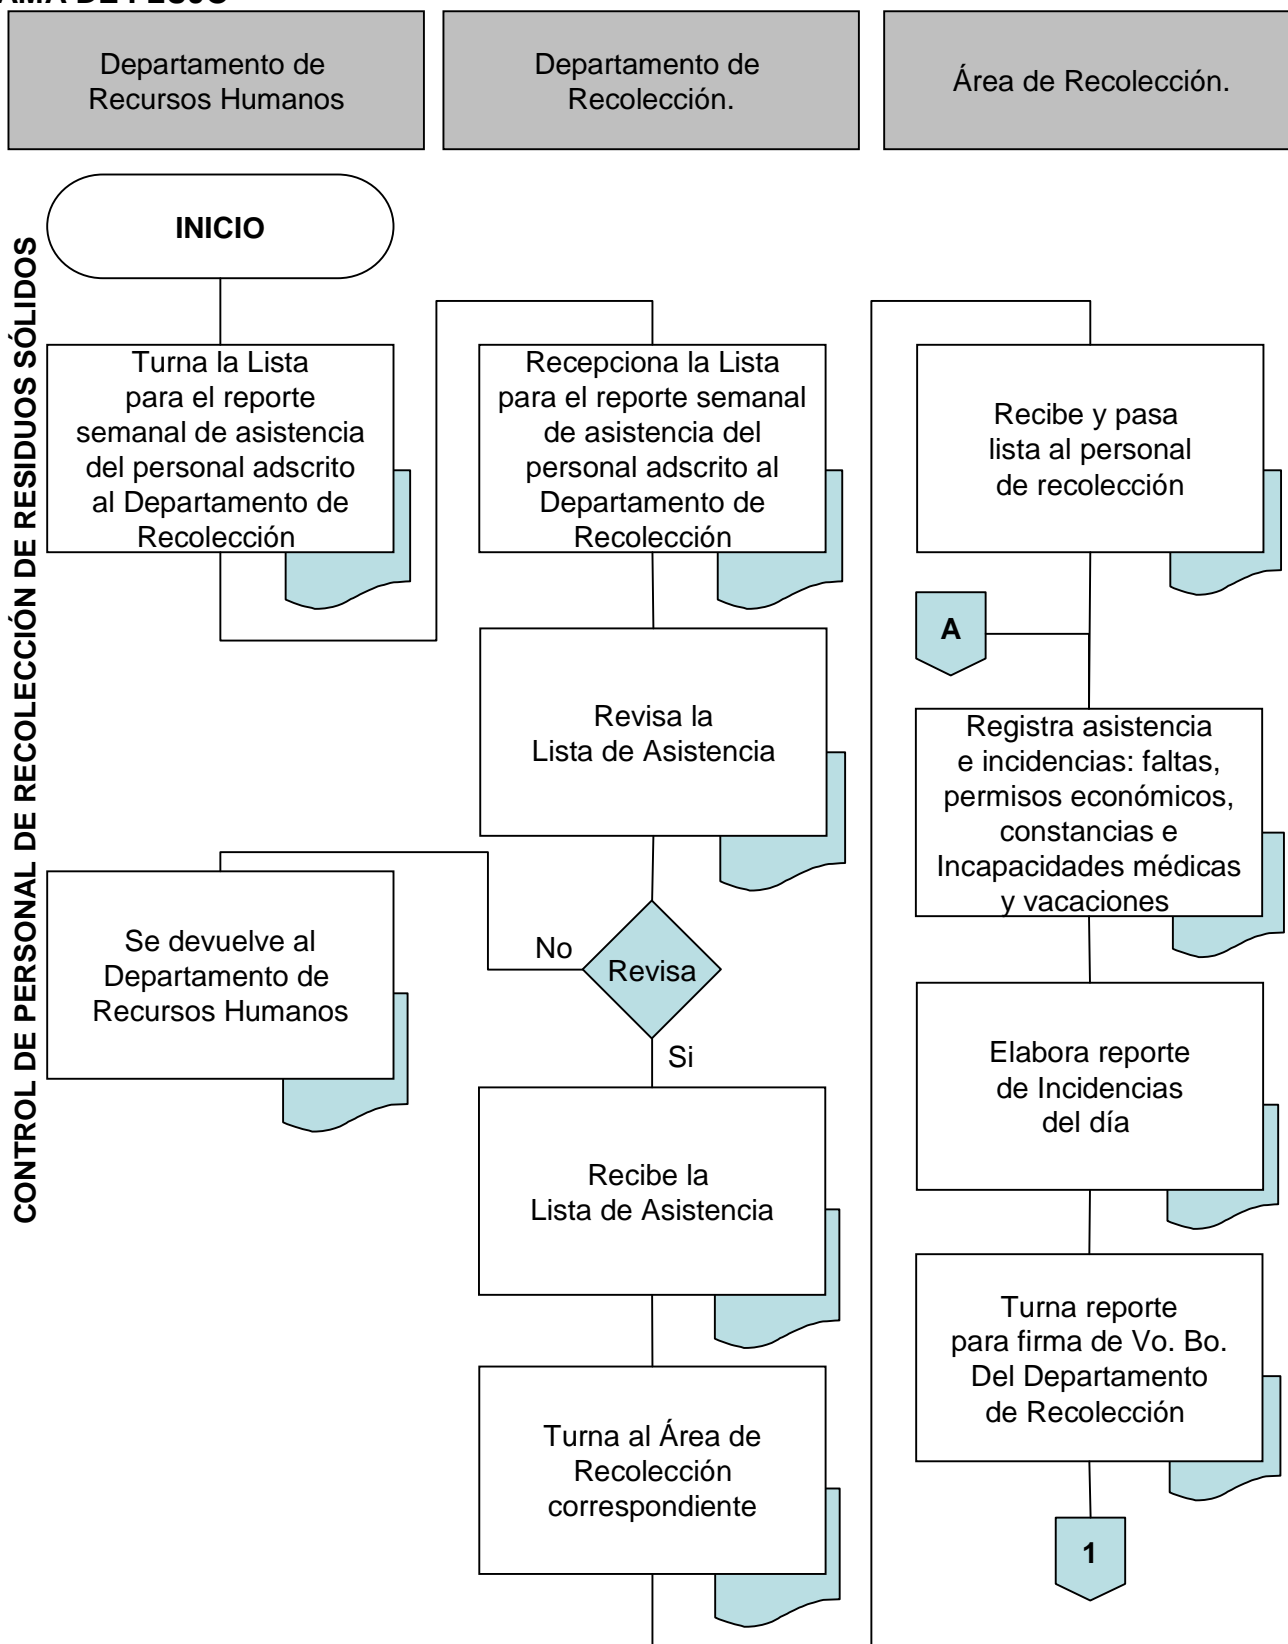 Departamento de
Recursos Humanos
Departamento de
Recolección.
Área de Recolección.
CONTROL DE PERSONAL DE RECOLECCIÓN DE RESIDUOS SÓLIDOS
INICIO
Turna la Lista
para el reporte
semanal de asistencia
del personal adscrito
al Departamento de
Recolección
Se devuelve al
Departamento de
Recursos Humanos
Recepciona la Lista
para el reporte semanal
de asistencia del
personal adscrito al
Departamento de
Recolección
Revisa la
Lista de Asistencia
No
Revisa
Si
Recibe la
Lista de Asistencia
Turna al Área de
Recolección
correspondiente
Recibe y pasa
lista al personal
de recolección
A
Registra asistencia
e incidencias: faltas,
permisos económicos,
constancias e
Incapacidades médicas
y vacaciones
Elabora reporte
de Incidencias
del día
Turna reporte
para firma de Vo. Bo.
Del Departamento
de Recolección
1